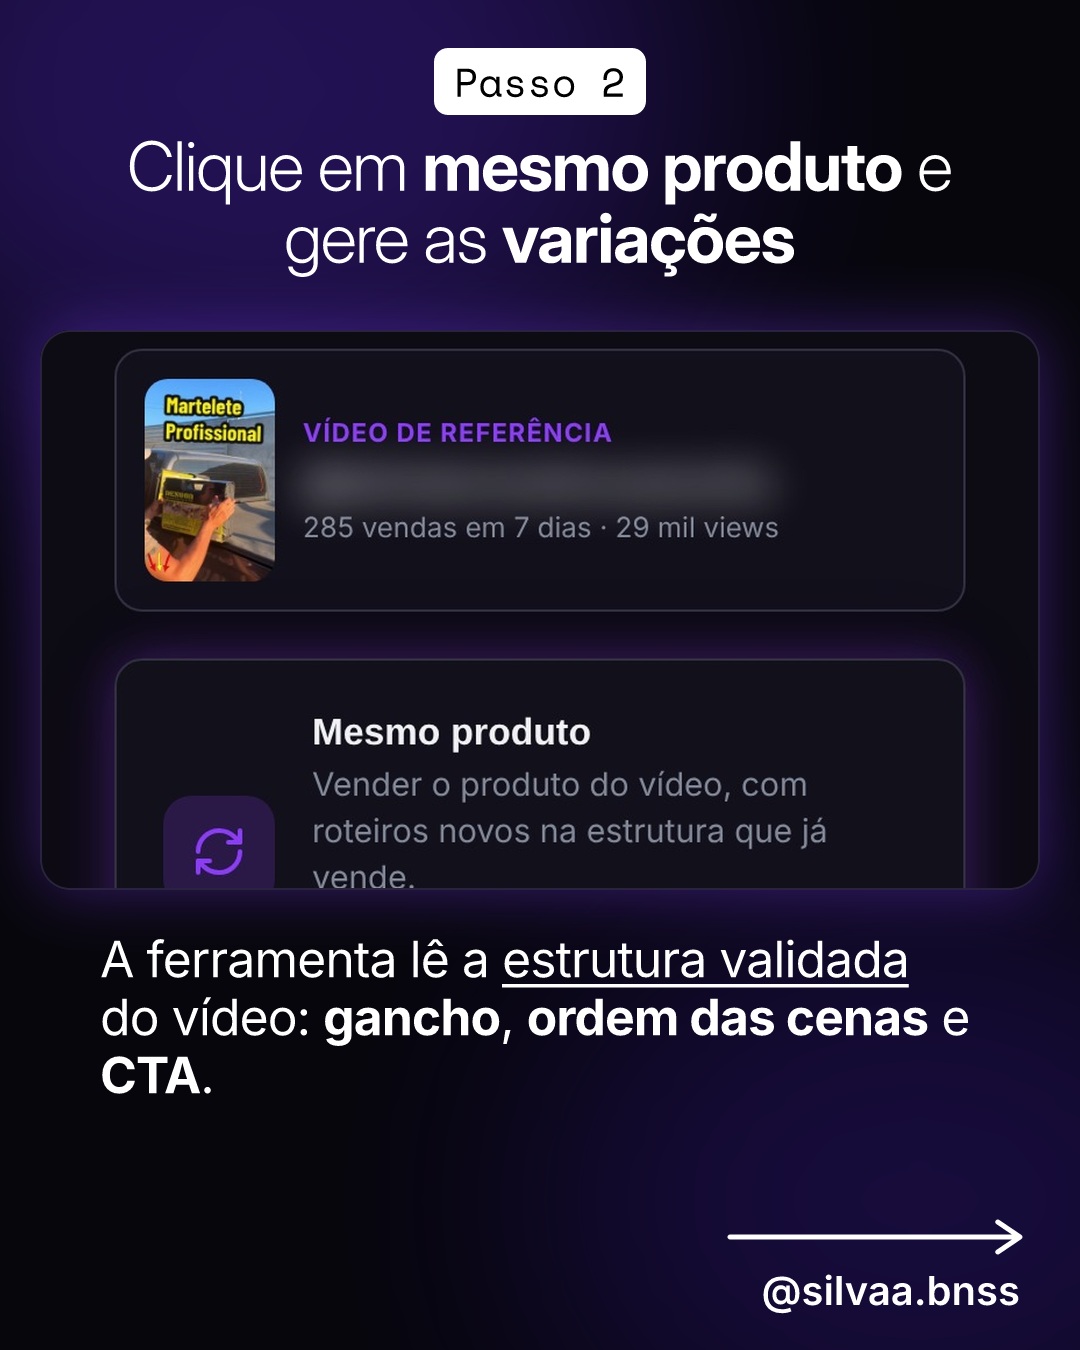 Passo 2
Clique em mesmo produto e
gere as variações
Martelete
Profissional
VÍDEO DE REFERÊNCIA
285 vendas em 7 dias · 29 mil views
Mesmo produto
Vender o produto do vídeo, com
roteiros novos na estrutura que já
vende.
A ferramenta lê a estrutura validada
do vídeo: gancho, ordem das cenas e
CTA.
@silvaa.bnss